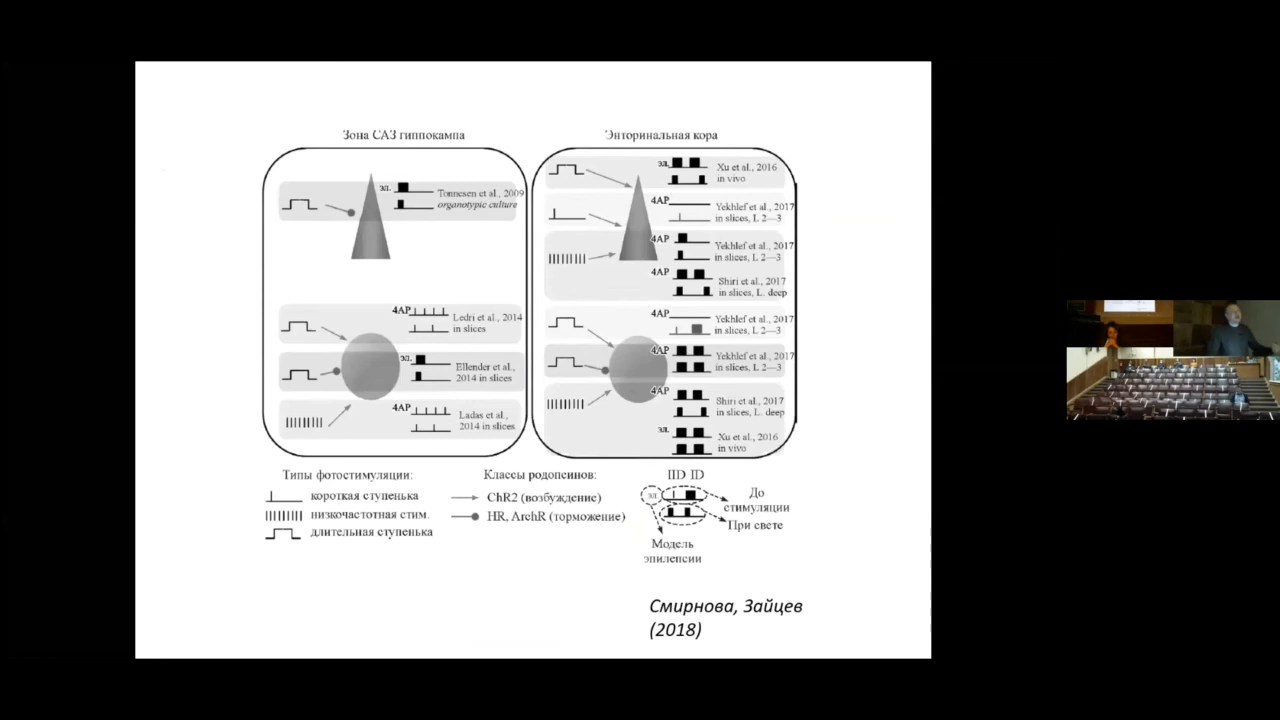 Зона СА3 гиппокампа
эл.
Tonnesen et al., 2009
organotypic culture
4AP
Ledri et al., 2014
in slices
эл.
Ellender et al.,
2014 in slices
4AP
Ladas et al.,
2014 in slices
Энторинальная кора
эл.
Xu et al., 2016
in vivo
4AP
Yekhlef et al., 2017
in slices, L 2—3
4AP
Yekhlef et al., 2017
in slices, L 2—3
4AP
Shiri et al., 2017
in slices, L. deep
4AP
Yekhlef et al., 2017
in slices, L 2—3
4AP
Yekhlef et al., 2017
in slices, L 2—3
4AP
Shiri et al., 2017
in slices, L. deep
эл.
Xu et al., 2016
in vivo
Типы фотостимуляции:
короткая ступенька
низкочастотная стим.
длительная ступенька
Классы родопсинов:
ChR2 (возбуждение)
HR, ArchR (торможение)
IID ID
эл.
До
стимуляции
При свете
Модель
эпилепсии
Смирнова, Зайцев
(2018)